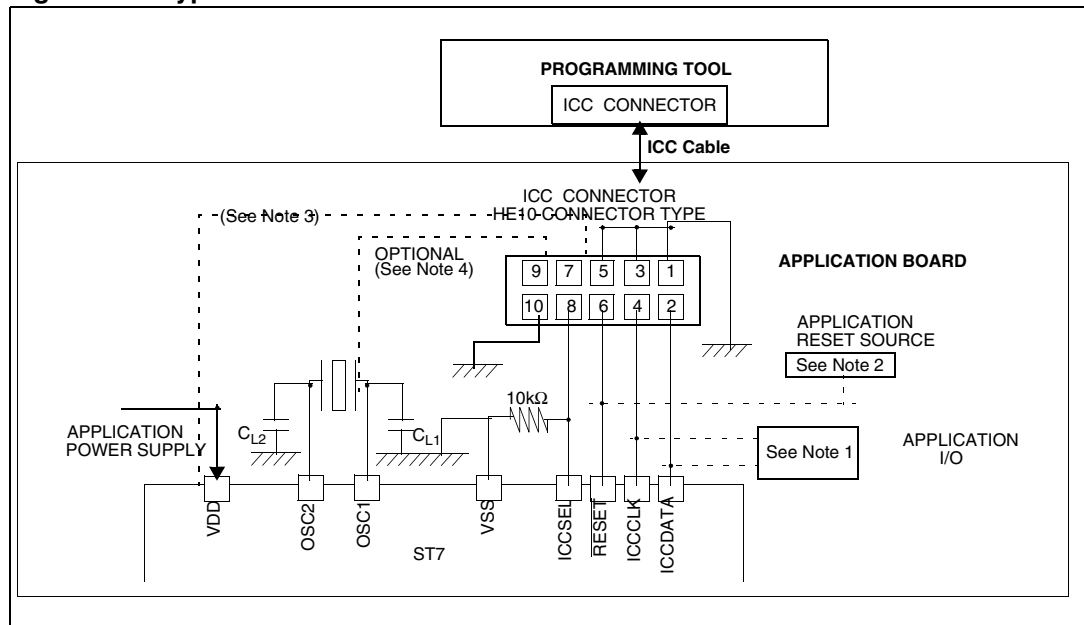 PROGRAMMING TOOL
ICC CONNECTOR
ICC Cable
ICC CONNECTOR
HE10 CONNECTOR TYPE
(See Note 3)
OPTIONAL
(See Note 4)
9 7 5 3 1
10 8 6 4 2
APPLICATION BOARD
APPLICATION
RESET SOURCE
See Note 2
10kΩ
APPLICATION
POWER SUPPLY
CL2
CL1
See Note 1
APPLICATION
I/O
VDD
OSC2
OSC1
VSS
ICCSEL
RESET
ICCCLK
ICCDATA
ST7